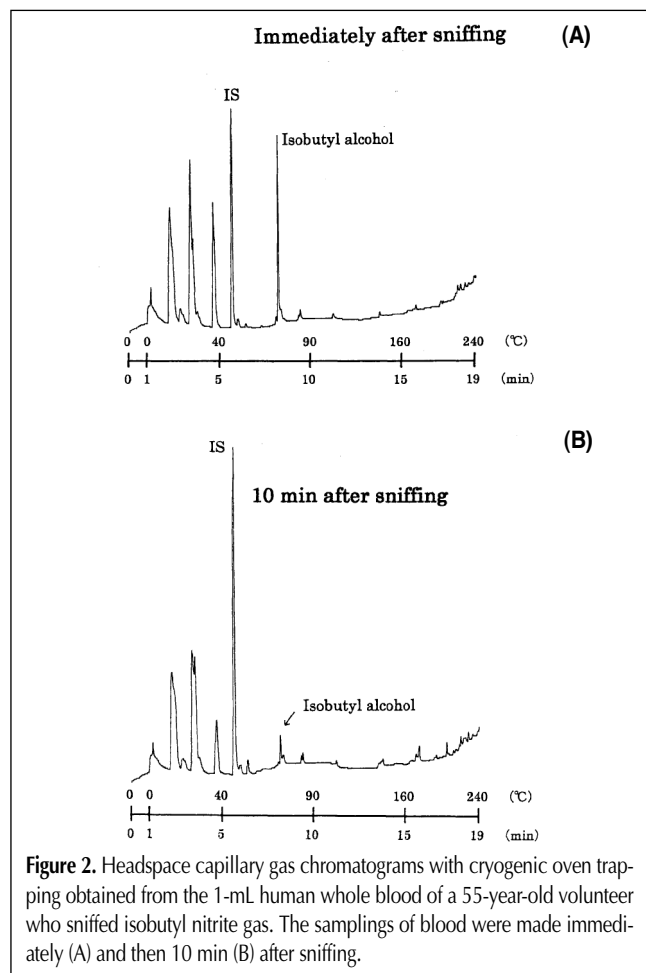 Immediately after sniffing (A)
IS
Isobutyl alcohol
0 0 40 90 160 240 (℃)
0 1 5 10 15 19 (min)
(B)
IS
10 min after sniffing
Isobutyl alcohol
0 0 40 90 160 240 (℃)
0 1 5 10 15 19 (min)
Figure 2. Headspace capillary gas chromatograms with cryogenic oven trap-
ping obtained from the 1-mL human whole blood of a 55-year-old volunteer
who sniffed isobutyl nitrite gas. The samplings of blood were made immedi-
ately (A) and then 10 min (B) after sniffing.